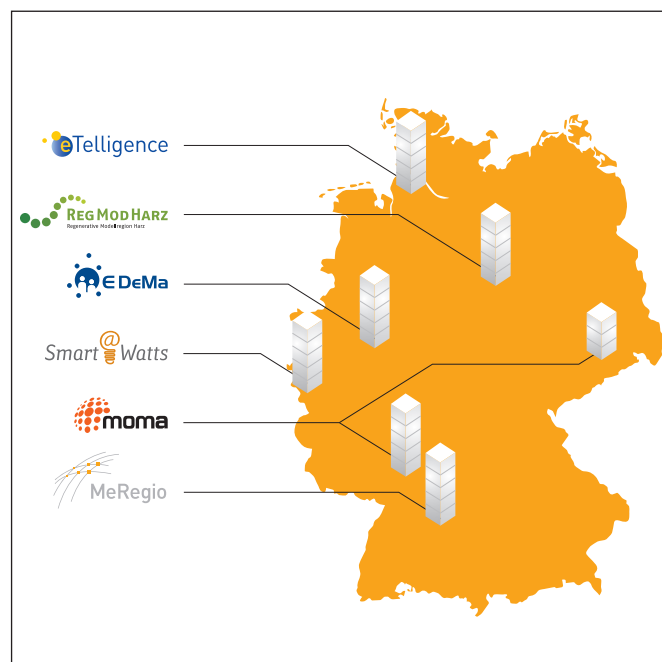 eTelligence
REGMODHARZ
Regenerative Modellregion Harz
E DeMa
Smart@Watts
moma
MeRegio